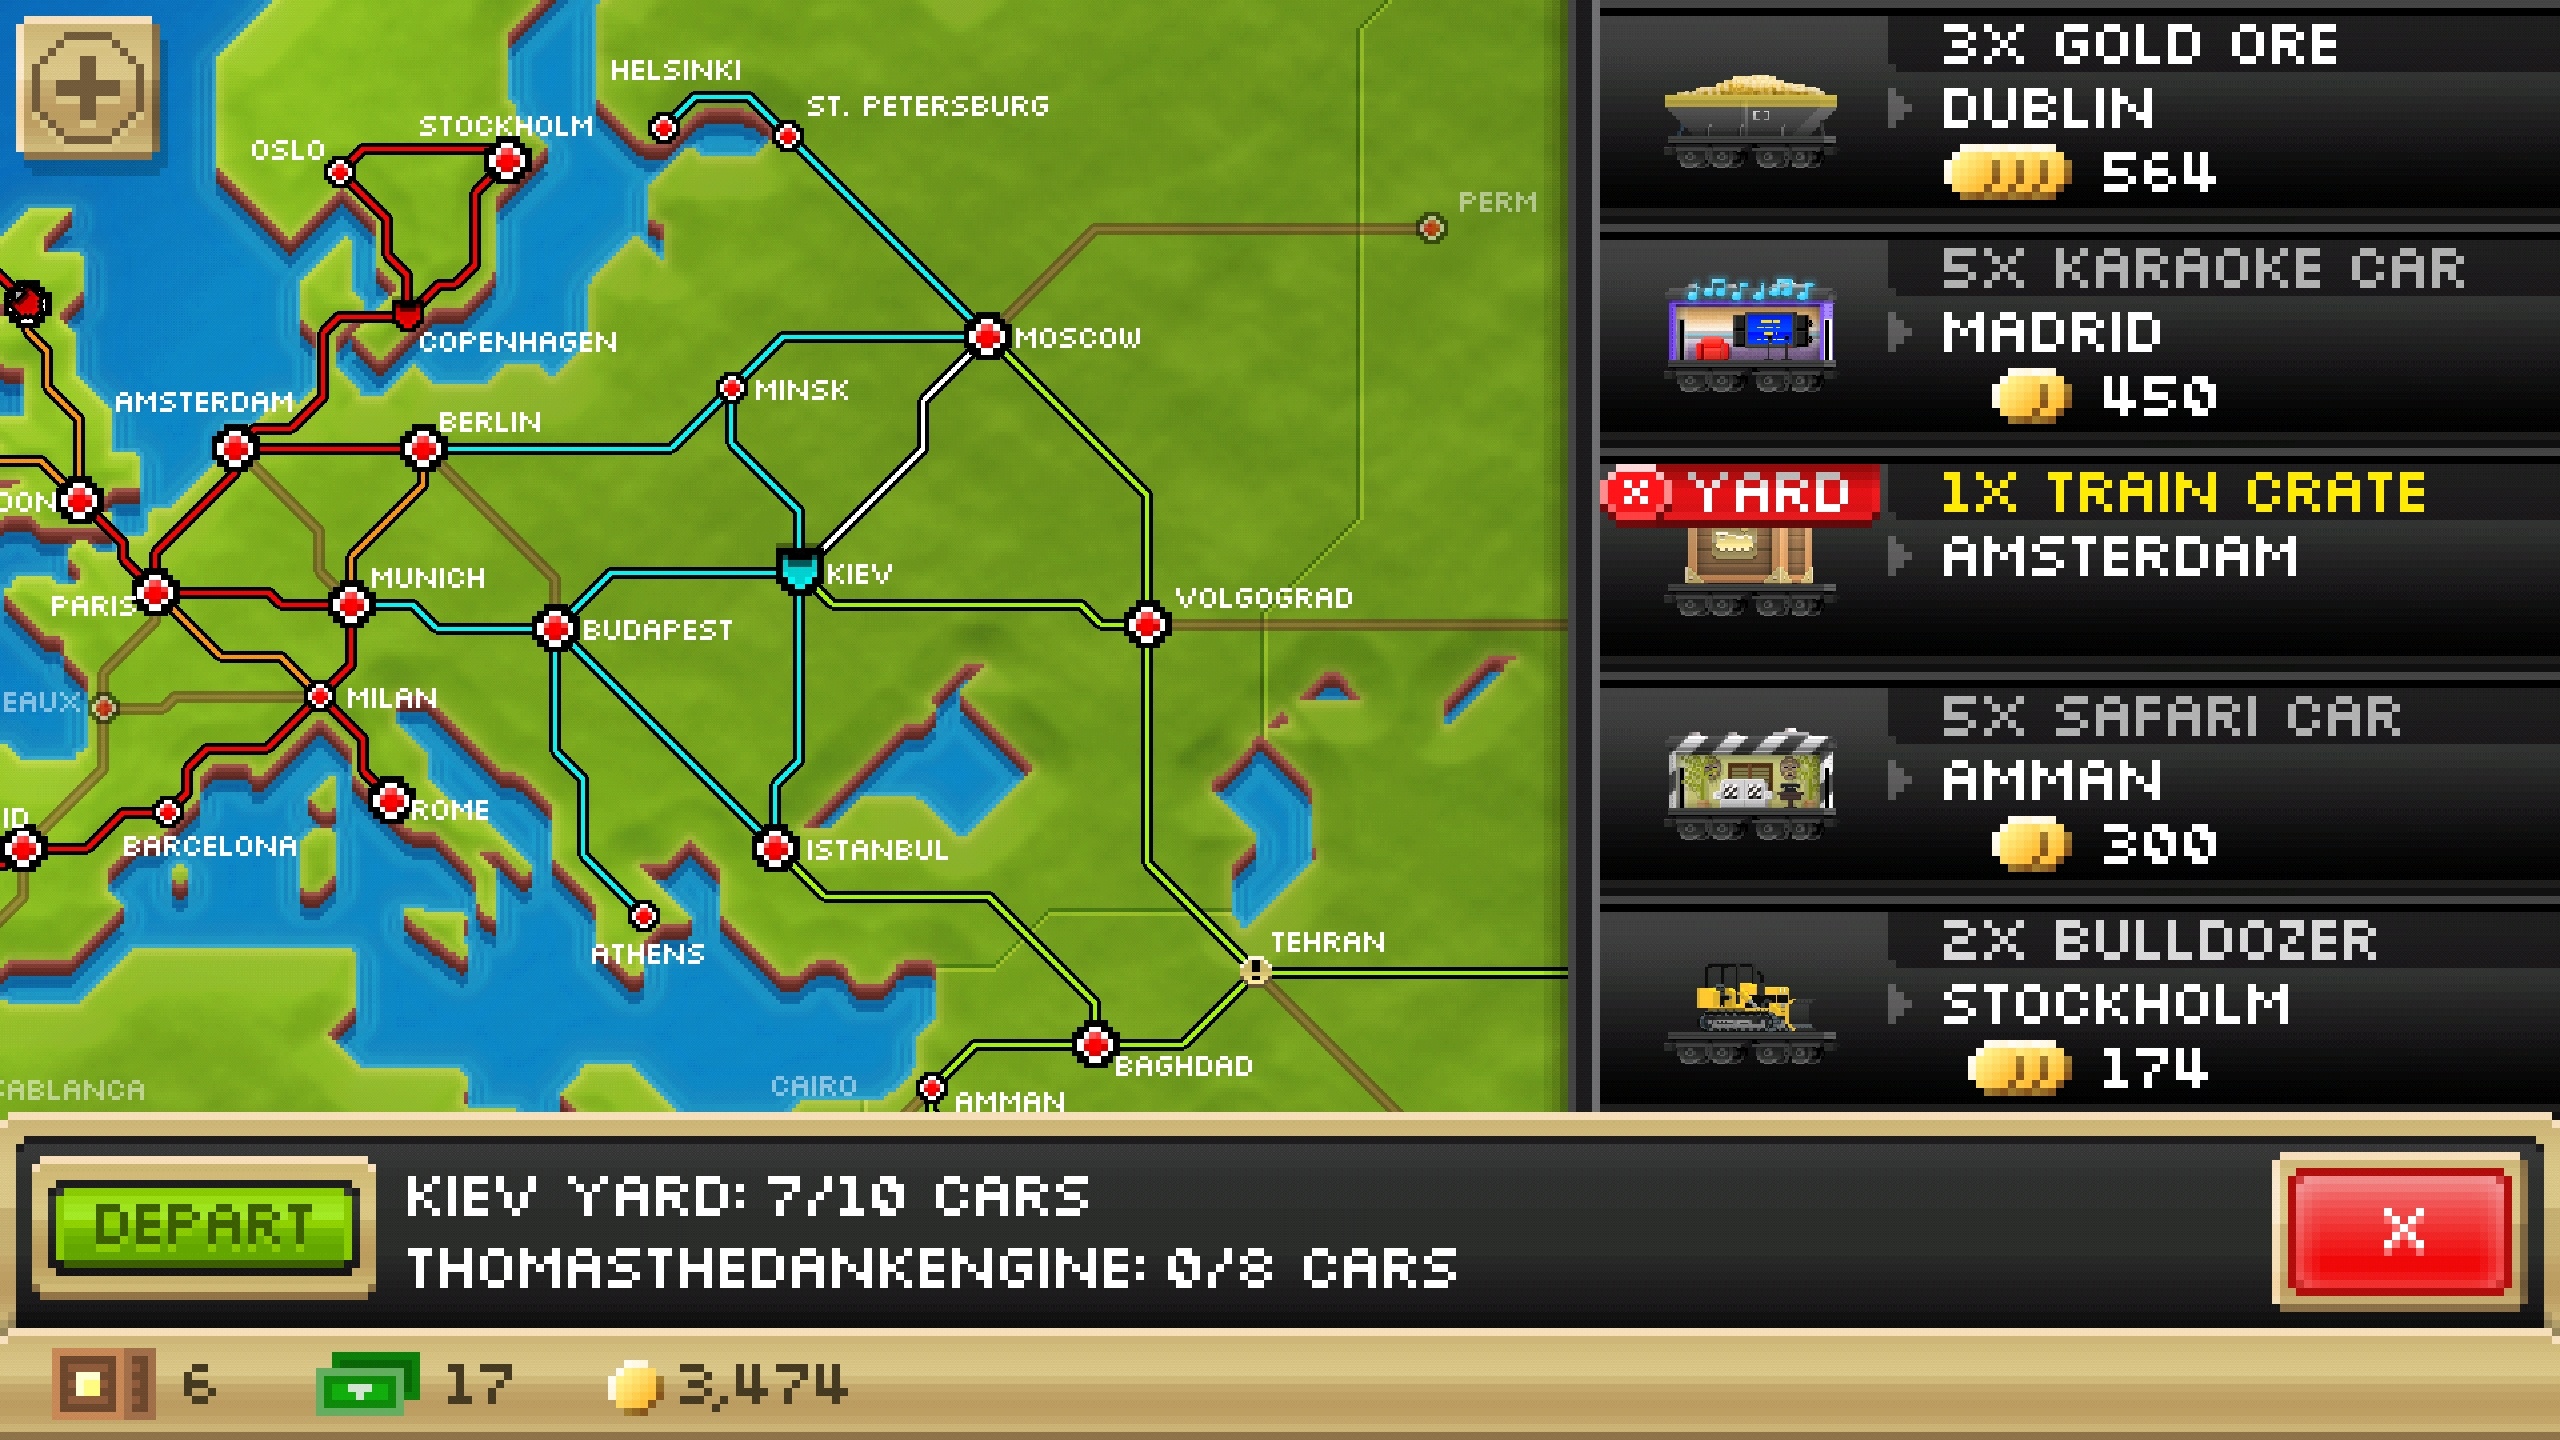 HELSINKI
ST. PETERSBURG
STOCKHOLM
OSLO
PERM
COPENHAGEN
MOSCOW
MINSK
AMSTERDAM
BERLIN
DON
MUNICH
KIEV
PARIS
BUDAPEST
VOLGOGRAD
EAUX
MILAN
ID
ROME
BARCELONA
ISTANBUL
ATHENS
TEHRAN
BAGHDAD
CAIRO
CABLANCA
AMMAN
3X GOLD ORE
DUBLIN
564
5X KARAOKE CAR
MADRID
450
X YARD
1X TRAIN CRATE
AMSTERDAM
5X SAFARI CAR
AMMAN
300
2X BULLDOZER
STOCKHOLM
174
DEPART
KIEV YARD: 7/10 CARS
THOMASTHEDANKENGINE: 0/8 CARS
X
6
17
3,474